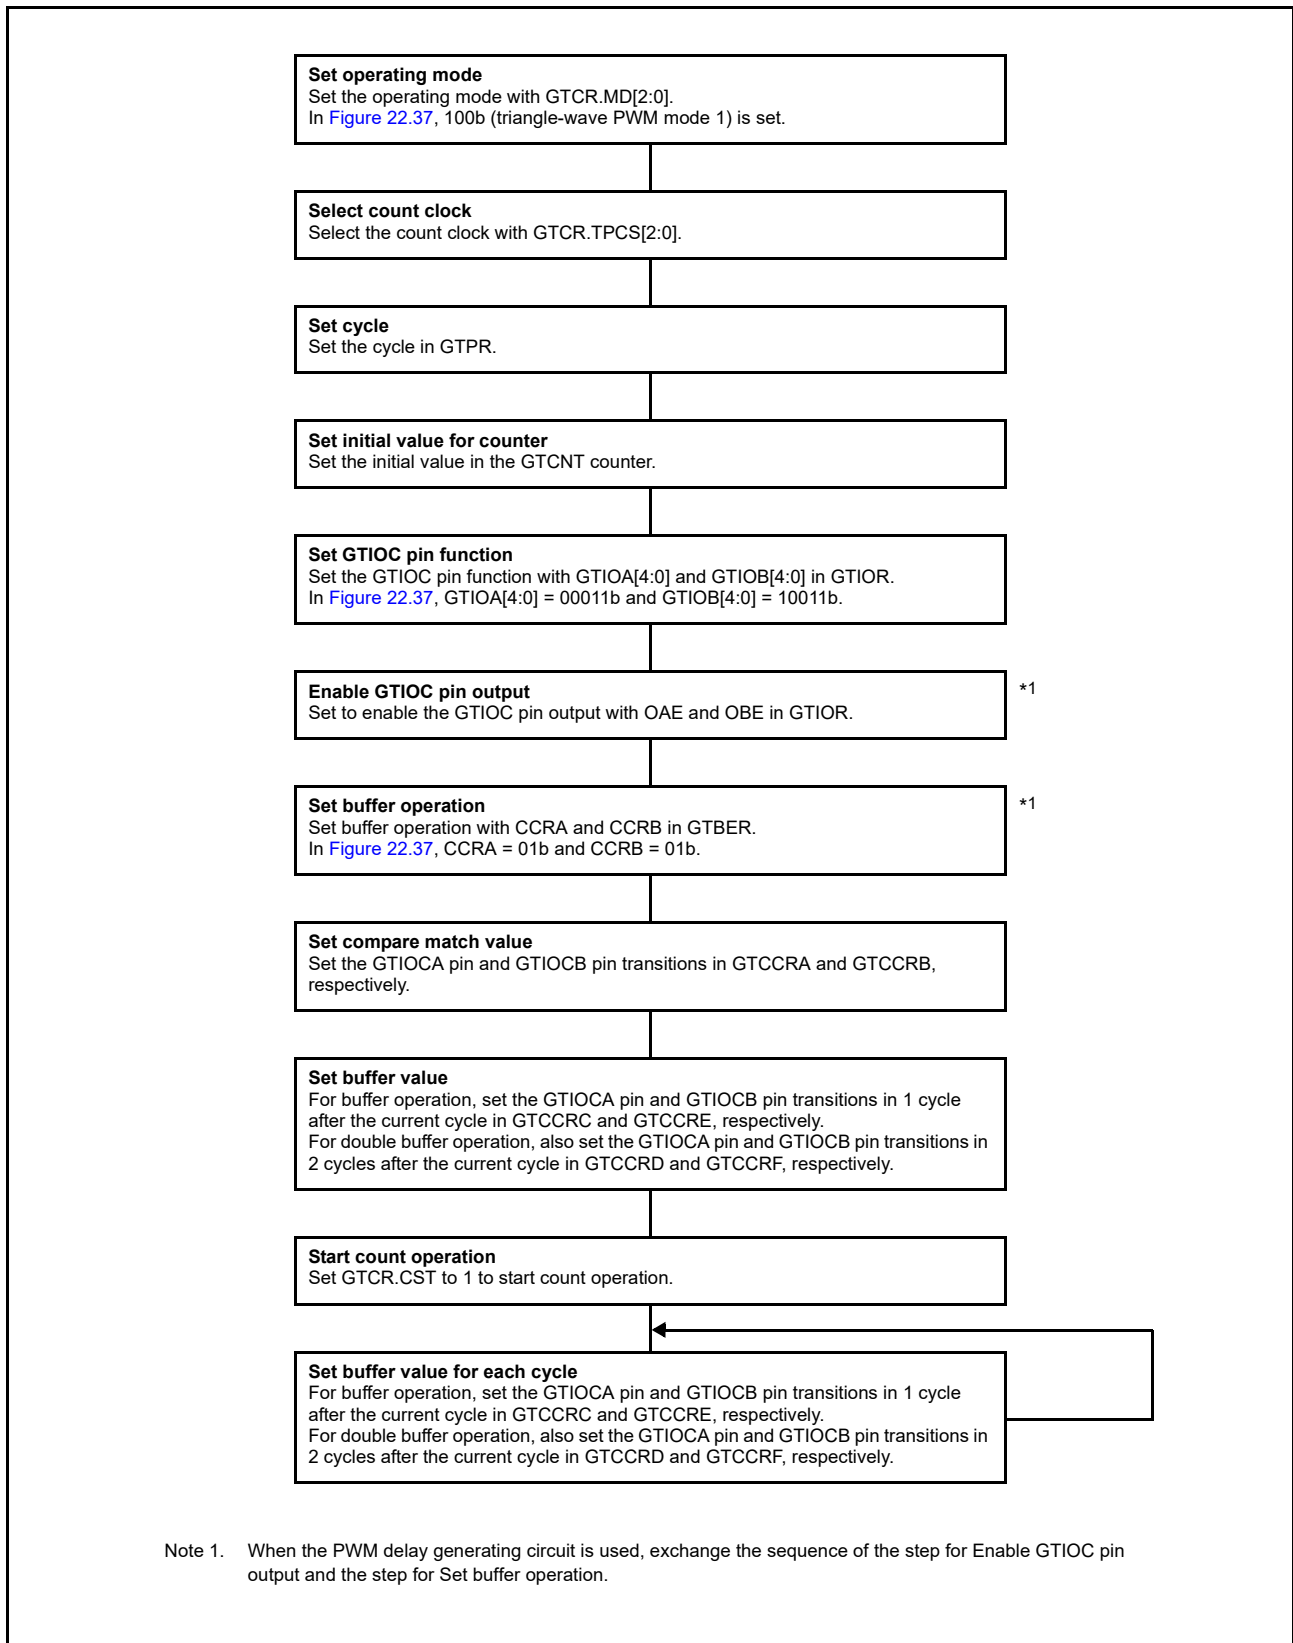 Set operating mode
Set the operating mode with GTCR.MD[2:0].
In Figure 22.37, 100b (triangle-wave PWM mode 1) is set.
Select count clock
Select the count clock with GTCR.TPCS[2:0].
Set cycle
Set the cycle in GTPR.
Set initial value for counter
Set the initial value in the GTCNT counter.
Set GTIOC pin function
Set the GTIOC pin function with GTIOA[4:0] and GTIOB[4:0] in GTIOR.
In Figure 22.37, GTIOA[4:0] = 00011b and GTIOB[4:0] = 10011b.
Enable GTIOC pin output
Set to enable the GTIOC pin output with OAE and OBE in GTIOR.
*1
Set buffer operation
Set buffer operation with CCRA and CCRB in GTBER.
In Figure 22.37, CCRA = 01b and CCRB = 01b.
*1
Set compare match value
Set the GTIOCA pin and GTIOCB pin transitions in GTCCRA and GTCCRB,
respectively.
Set buffer value
For buffer operation, set the GTIOCA pin and GTIOCB pin transitions in 1 cycle
after the current cycle in GTCCRC and GTCCRE, respectively.
For double buffer operation, also set the GTIOCA pin and GTIOCB pin transitions in
2 cycles after the current cycle in GTCCRD and GTCCRF, respectively.
Start count operation
Set GTCR.CST to 1 to start count operation.
Set buffer value for each cycle
For buffer operation, set the GTIOCA pin and GTIOCB pin transitions in 1 cycle
after the current cycle in GTCCRC and GTCCRE, respectively.
For double buffer operation, also set the GTIOCA pin and GTIOCB pin transitions in
2 cycles after the current cycle in GTCCRD and GTCCRF, respectively.
Note 1. When the PWM delay generating circuit is used, exchange the sequence of the step for Enable GTIOC pin
output and the step for Set buffer operation.